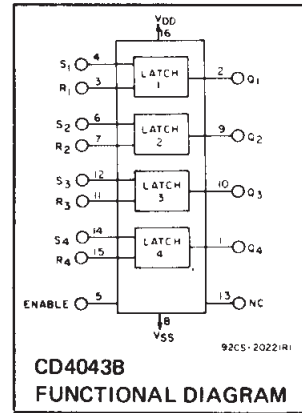 VDD
16
S1 4
R1 3
LATCH
1
2 Q1
S2 6
R2 7
LATCH
2
9 Q2
S3 12
R3 11
LATCH
3
10 Q3
S4 14
R4 15
LATCH
4
1 Q4
ENABLE 5
13 NC
8
VSS
92CS-20221R1
CD4043B
FUNCTIONAL DIAGRAM